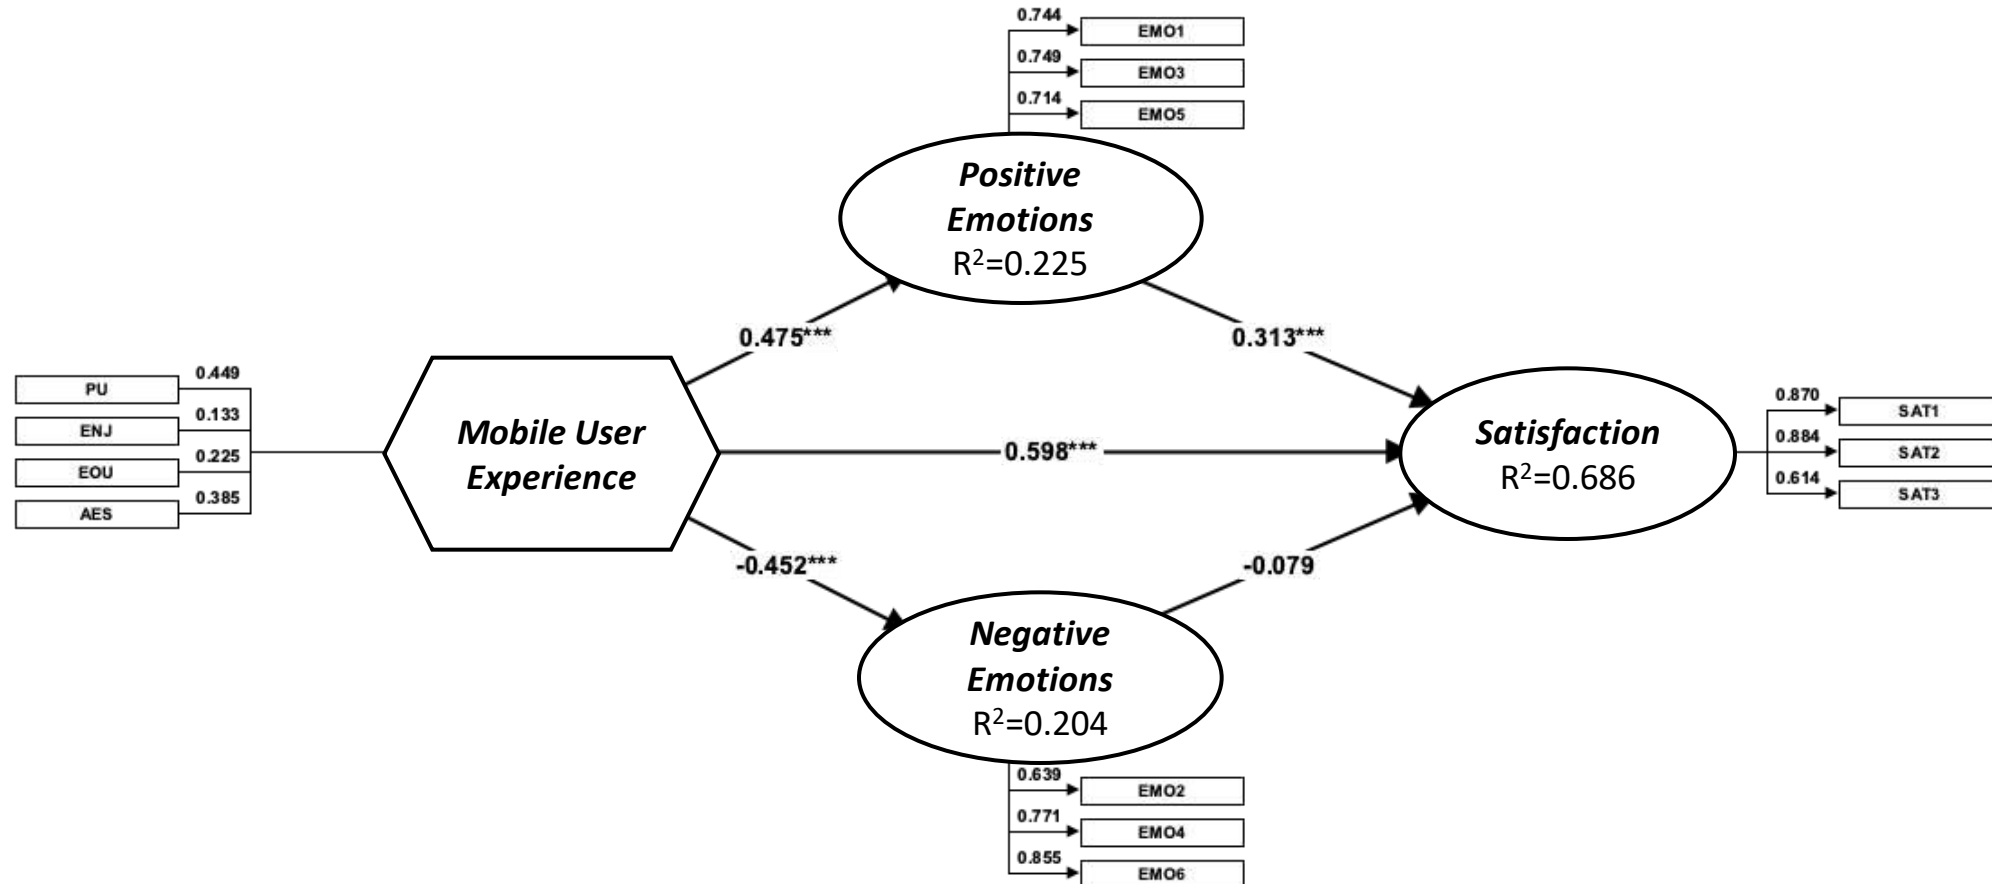 0.744
EMO1
0.749
EMO3
0.714
EMO5
Positive
Emotions
R²=0.225
0.475***
0.313***
PU
0.449
ENJ
0.133
EOU
0.225
AES
0.385
Mobile User
Experience
0.598***
Satisfaction
R²=0.686
0.870
SAT1
0.884
SAT2
0.614
SAT3
-0.452***
-0.079
Negative
Emotions
R²=0.204
0.639
EMO2
0.771
EMO4
0.855
EMO6